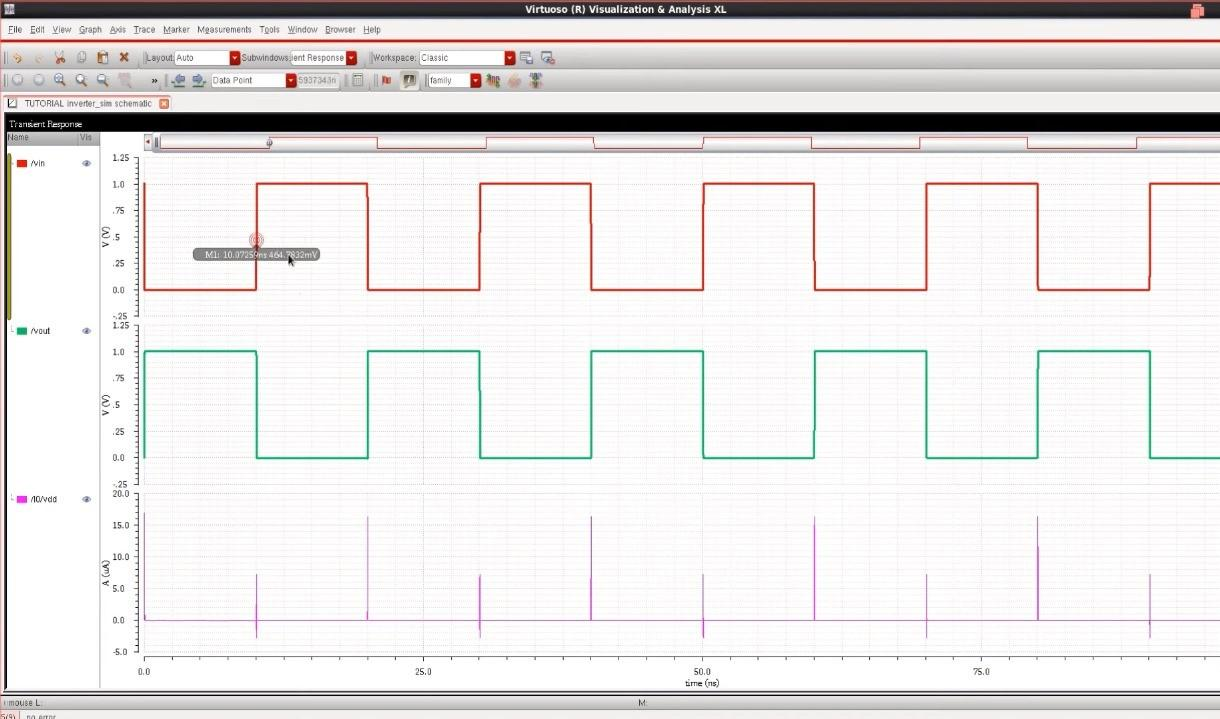 Virtuoso (R) Visualization & Analysis XL
File Edit View Graph Axis Trace Marker Measurements Tools Window Browser Help
Layout: Auto Subwindows: ient Response Workspace: Classic
» Data Point 5937343n family
TUTORIAL inverter_sim schematic
Transient Response
Name Vis
/vin
1.25
1.0
.75
.5
.25
0.0
-.25
V (V)
M1: 10.07259ns 464.7832mV
/vout
1.25
1.0
.75
.5
.25
0.0
-.25
V (V)
/I0/vdd
20.0
15.0
10.0
5.0
0.0
-5.0
A (uA)
0.0 25.0 50.0 75.0
time (ns)
mouse L: M:
5(9) no error